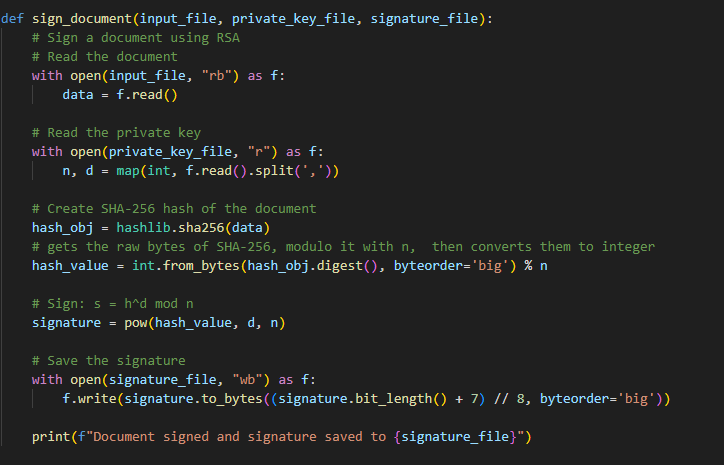 def sign_document(input_file, private_key_file, signature_file):
    # Sign a document using RSA
    # Read the document
    with open(input_file, "rb") as f:
        data = f.read()

    # Read the private key
    with open(private_key_file, "r") as f:
        n, d = map(int, f.read().split(','))

    # Create SHA-256 hash of the document
    hash_obj = hashlib.sha256(data)
    # gets the raw bytes of SHA-256, modulo it with n,  then converts them to integer
    hash_value = int.from_bytes(hash_obj.digest(), byteorder='big') % n

    # Sign: s = h^d mod n
    signature = pow(hash_value, d, n)

    # Save the signature
    with open(signature_file, "wb") as f:
        f.write(signature.to_bytes((signature.bit_length() + 7) // 8, byteorder='big'))

    print(f"Document signed and signature saved to {signature_file}")